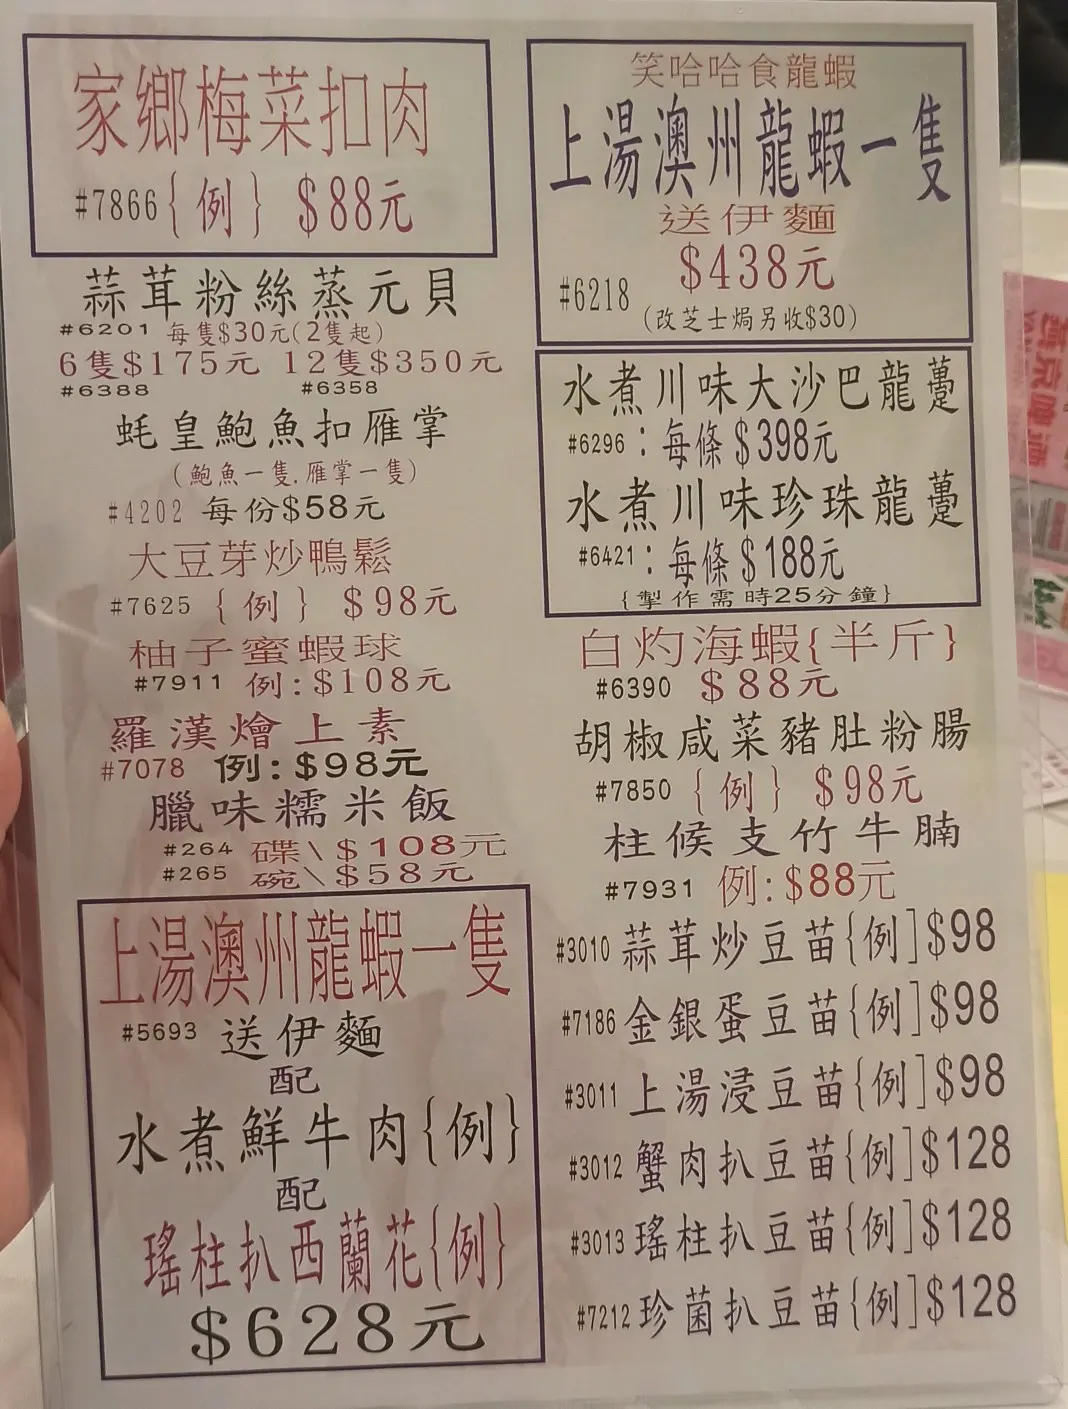 家鄉梅菜扣肉
#7866{例} $88元
蒜茸粉絲蒸元貝
#6201 每隻$30元(2隻起)
6隻$175元 12隻$350元
#6388 #6358
蚝皇鮑魚扣雁掌
(鮑魚一隻.雁掌一隻)
#4202 每份$58元
大豆芽炒鴨鬆
#7625 {例} $98元
柚子蜜蝦球
#7911 例:$108元
羅漢燴上素
#7078 例:$98元
臘味糯米飯
#264 碟\$108元
#265 碗\$58元
上湯澳州龍蝦一隻
#5693 送伊麵
配
水煮鮮牛肉{例}
配
瑤柱扒西蘭花{例}
$628元
笑哈哈食龍蝦
上湯澳州龍蝦一隻
送伊麵
$438元
#6218
(改芝士焗另收$30)
水煮川味大沙巴龍躉
#6296：每條$398元
水煮川味珍珠龍躉
#6421：每條$188元
{製作需時25分鐘}
白灼海蝦{半斤}
#6390 $88元
胡椒咸菜豬肚粉腸
#7850 {例} $98元
柱候支竹牛腩
#7931 例:$88元
#3010 蒜茸炒豆苗{例]$98
#7186 金銀蛋豆苗{例]$98
#3011 上湯浸豆苗{例]$98
#3012 蟹肉扒豆苗{例]$128
#3013 瑤柱扒豆苗{例]$128
#7212 珍菌扒豆苗{例]$128